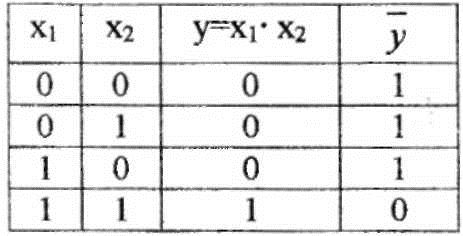 x₁ x₂ y=x₁· x₂ y̅
0 0 0 1
0 1 0 1
1 0 0 1
1 1 1 0